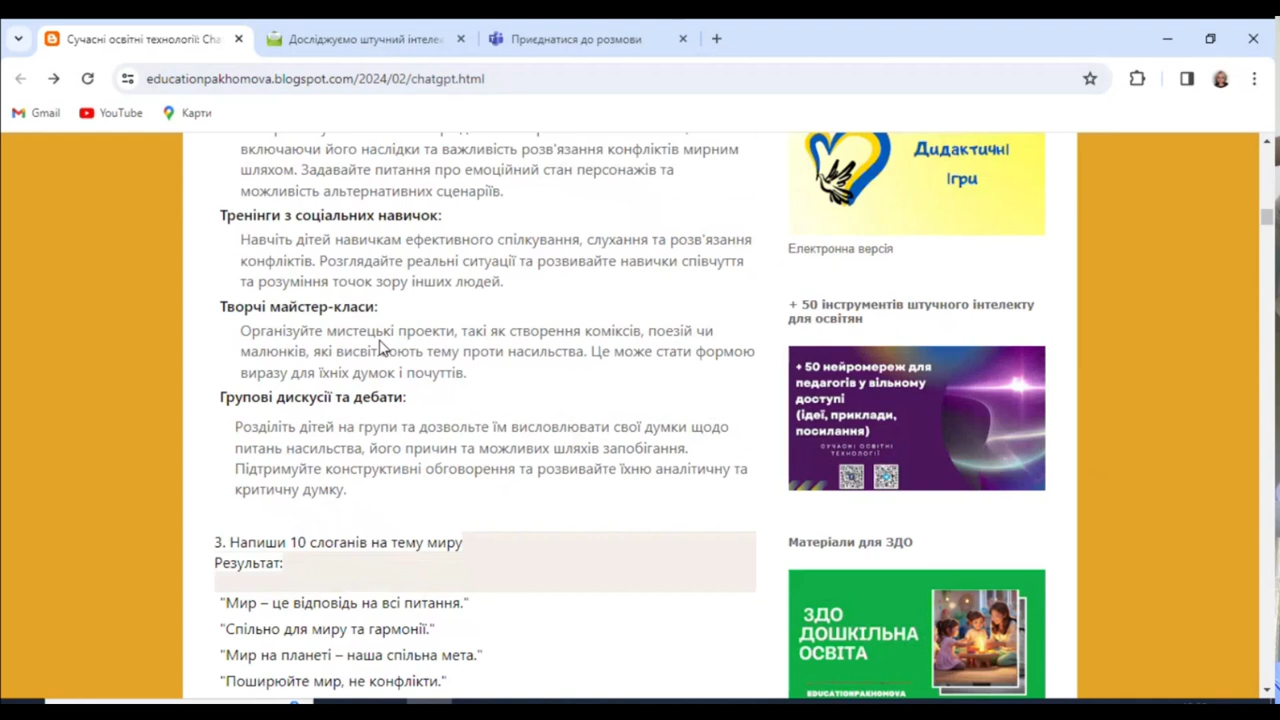 Сучасні освітні технології: Cha
Досліджуємо штучний інтелек
Приєднатися до розмови
educationpakhomova.blogspot.com/2024/02/chatgpt.html
Gmail
YouTube
Карти
включаючи його наслідки та важливість розв'язання конфліктів мирним
шляхом. Задавайте питання про емоційний стан персонажів та
можливість альтернативних сценаріїв.
Тренінги з соціальних навичок:
Навчіть дітей навичкам ефективного спілкування, слухання та розв'язання
конфліктів. Розглядайте реальні ситуації та розвивайте навички співчуття
та розуміння точок зору інших людей.
Творчі майстер-класи:
Організуйте мистецькі проекти, такі як створення коміксів, поезій чи
малюнків, які висвітлюють тему проти насильства. Це може стати формою
виразу для їхніх думок і почуттів.
Групові дискусії та дебати:
Розділіть дітей на групи та дозвольте їм висловлювати свої думки щодо
питань насильства, його причин та можливих шляхів запобігання.
Підтримуйте конструктивні обговорення та розвивайте їхню аналітичну та
критичну думку.
3. Напиши 10 слоганів на тему миру
Результат:
"Мир – це відповідь на всі питання."
"Спільно для миру та гармонії."
"Мир на планеті – наша спільна мета."
"Поширюйте мир, не конфлікти."
Дидактичні
Ігри
Електронна версія
+ 50 інструментів штучного інтелекту
для освітян
+ 50 нейромереж для
педагогів у вільному
доступі
(ідеї, приклади,
посилання)
СУЧАСНІ ОСВІТНІ
ТЕХНОЛОГІЇ
Матеріали для ЗДО
ЗДО
ДОШКІЛЬНА
ОСВІТА
EDUCATIONPAKHOMOVA